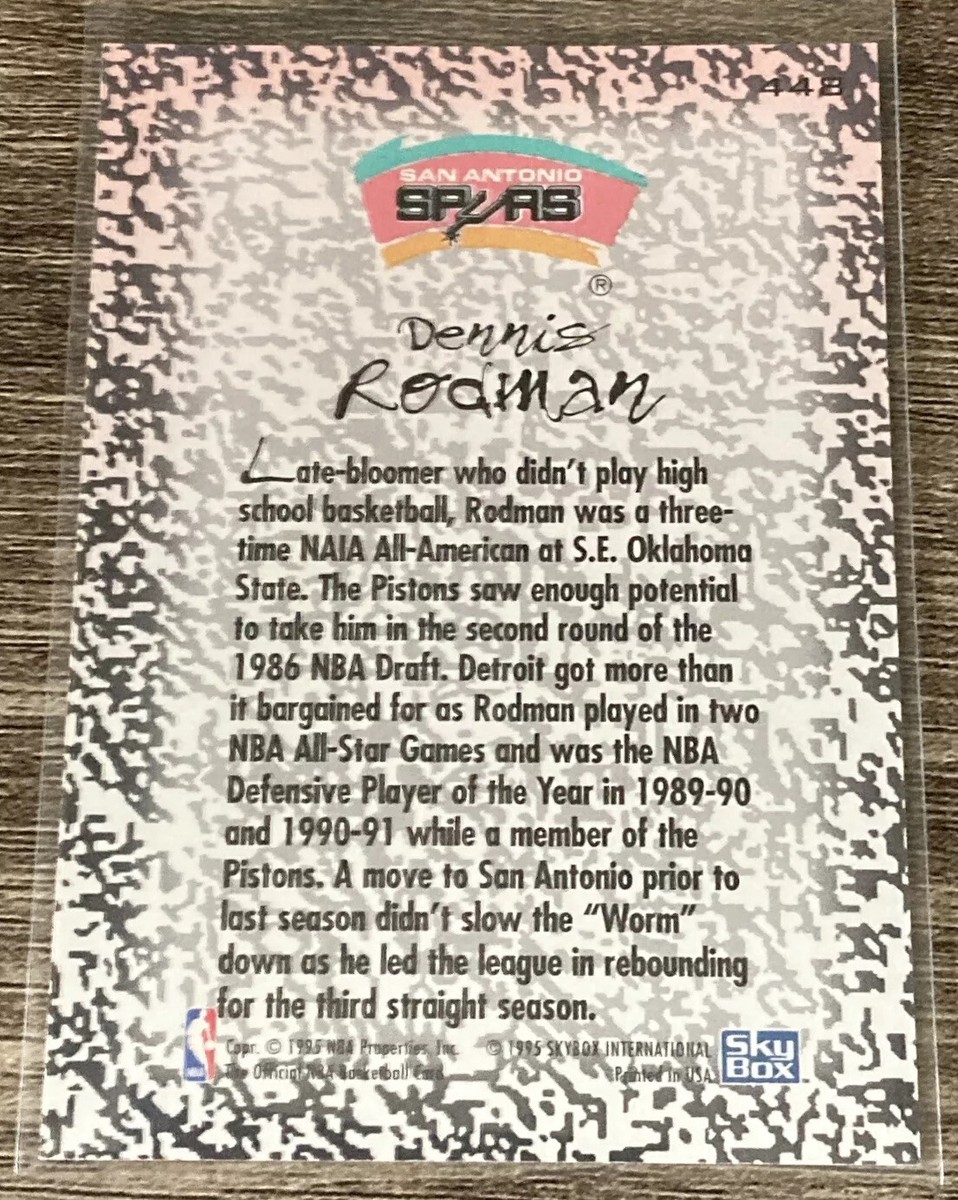 448
SAN ANTONIO
SPURS
®
Dennis
Rodman
Late-bloomer who didn't play high
school basketball, Rodman was a three-
time NAIA All-American at S.E. Oklahoma
State. The Pistons saw enough potential
to take him in the second round of the
1986 NBA Draft. Detroit got more than
it bargained for as Rodman played in two
NBA All-Star Games and was the NBA
Defensive Player of the Year in 1989-90
and 1990-91 while a member of the
Pistons. A move to San Antonio prior to
last season didn't slow the "Worm"
down as he led the league in rebounding
for the third straight season.
Copr. © 1995 NBA Properties, Inc. © 1995 SKYBOX INTERNATIONAL
The Official NBA Basketball Card Printed in USA
Sky
Box